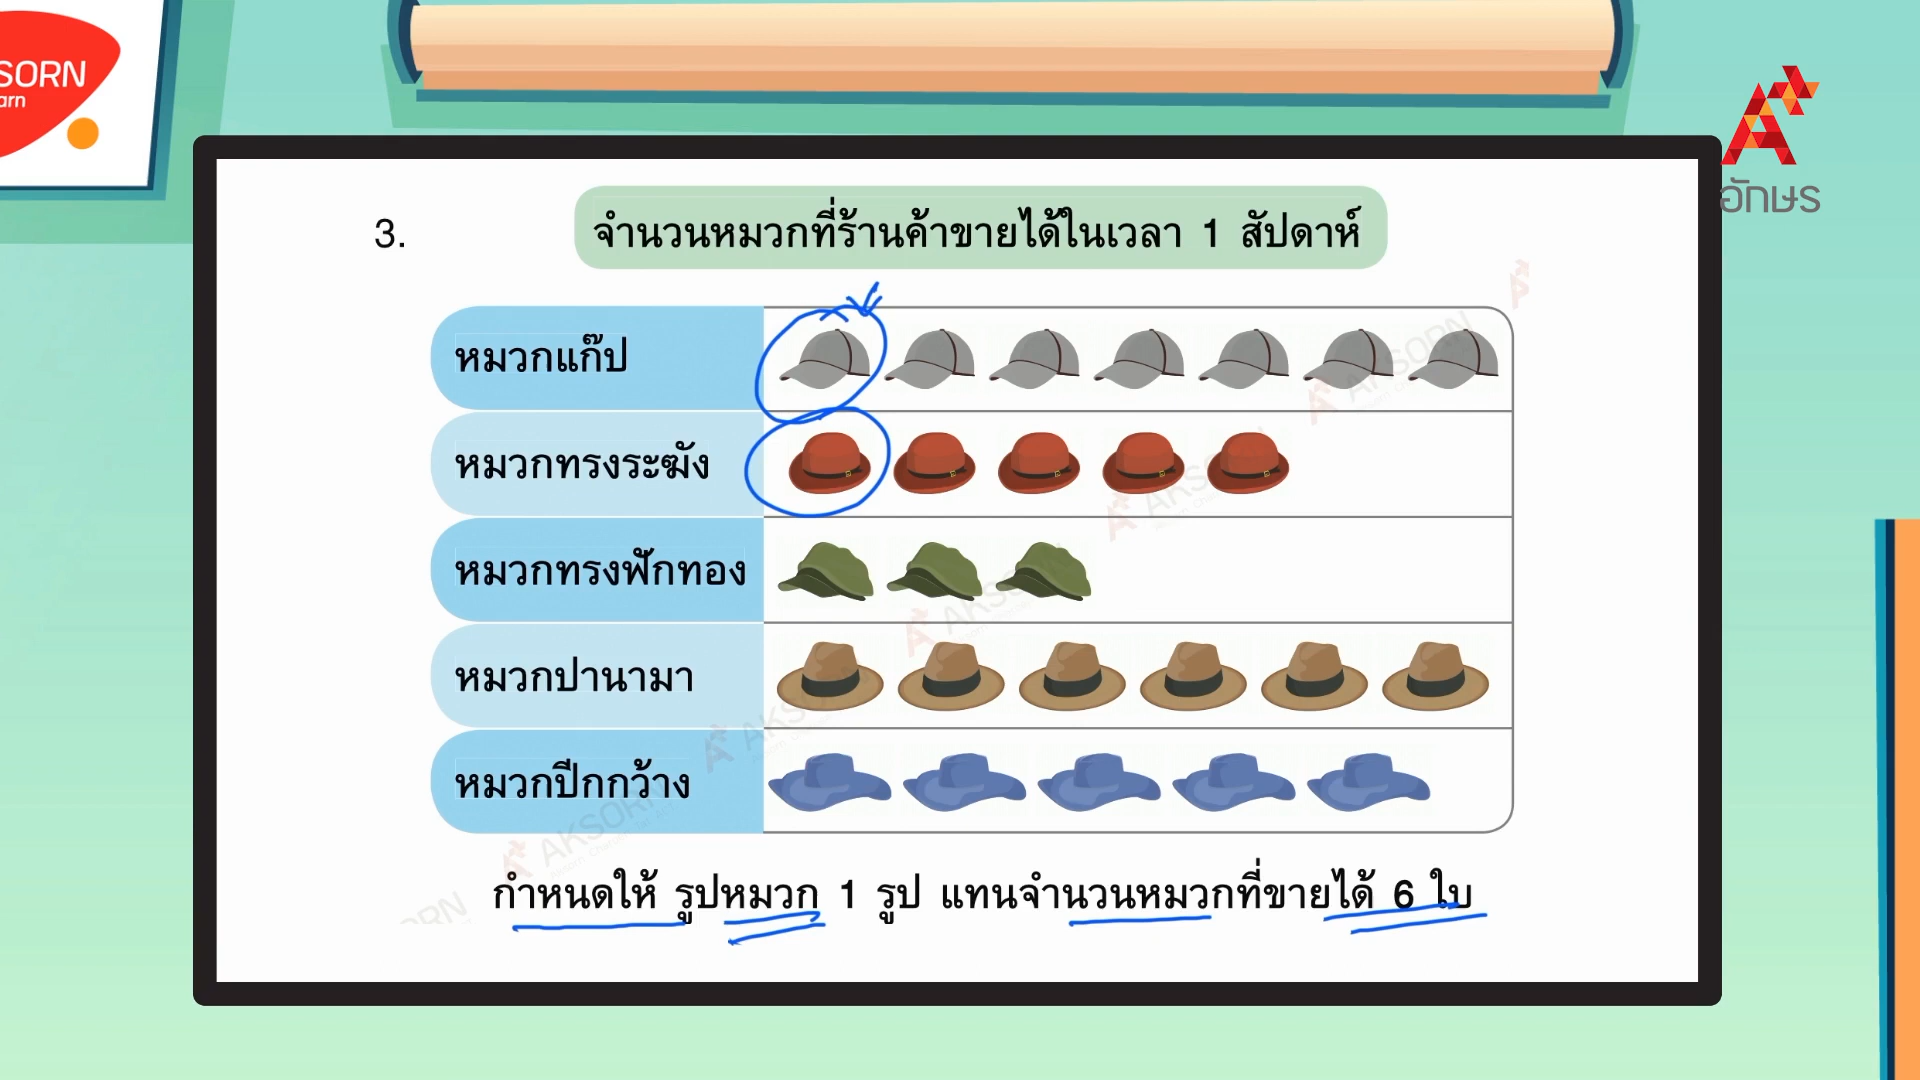 SORN
arn
อักษร
3.
จำนวนหมวกที่ร้านค้าขายได้ในเวลา 1 สัปดาห์
หมวกแก๊ป
หมวกทรงระฆัง
หมวกทรงฟักทอง
หมวกปานามา
หมวกปีกกว้าง
กำหนดให้ รูปหมวก 1 รูป แทนจำนวนหมวกที่ขายได้ 6 ใบ
AKSORN
AKSORN